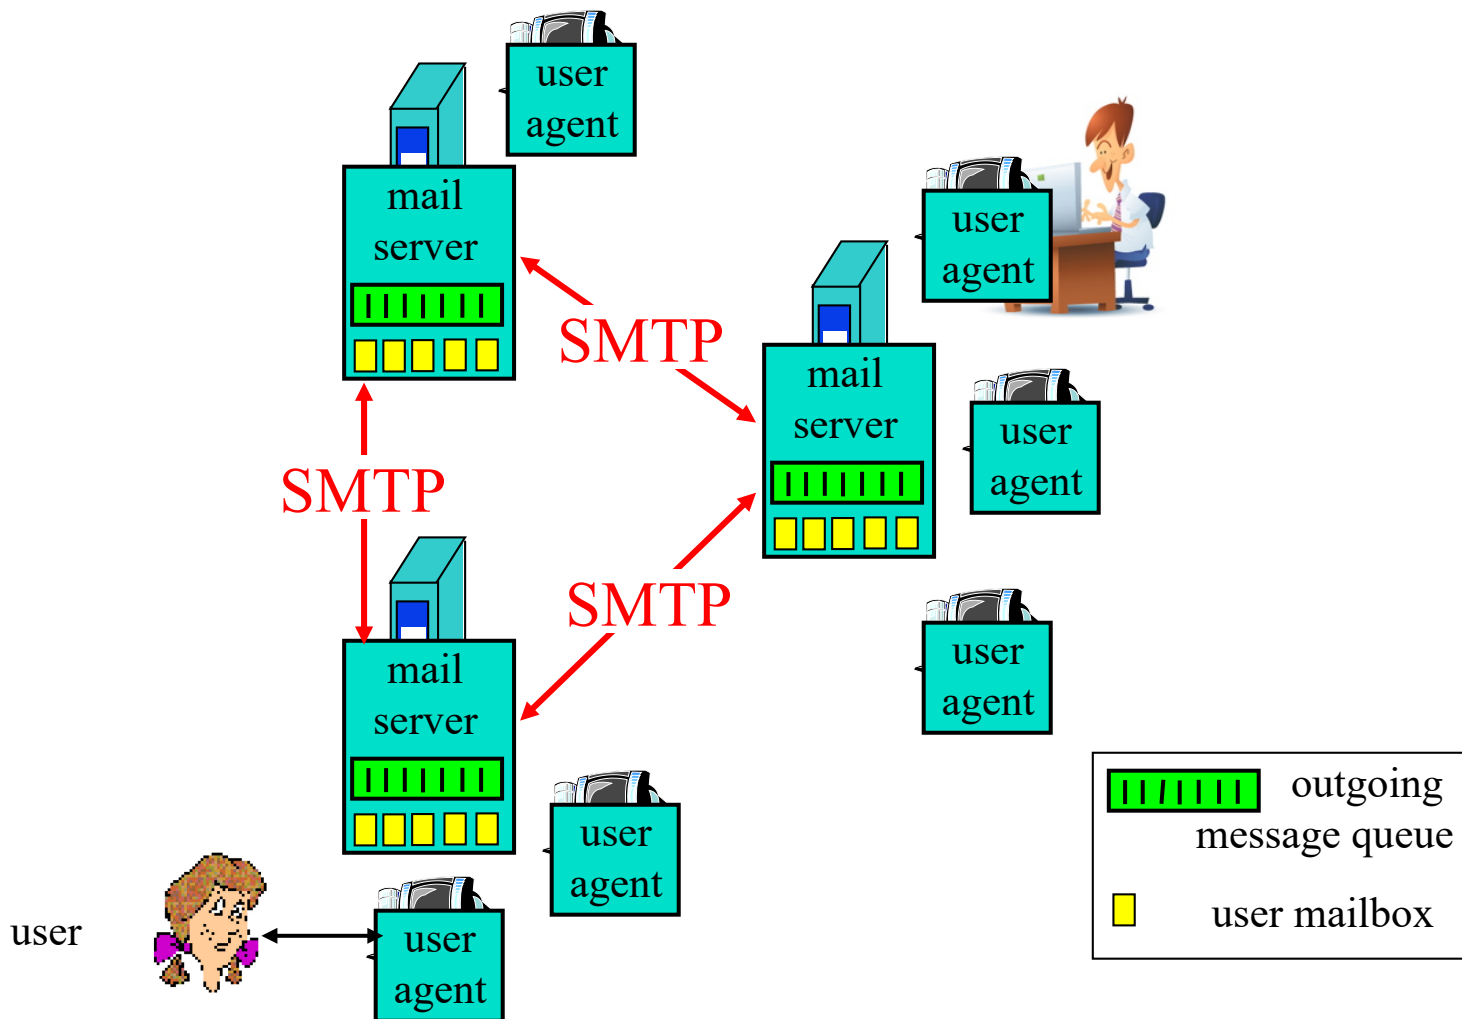 user
agent
mail
server
user
agent
SMTP
mail
server
user
agent
SMTP
SMTP
mail
server
user
agent
user
agent
outgoing
message queue
user mailbox
user
user
agent